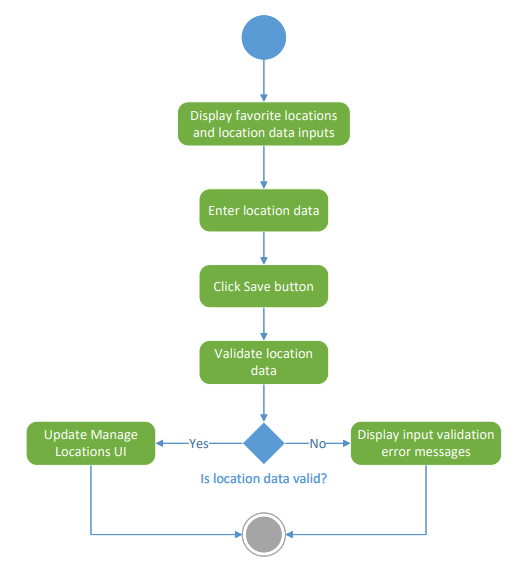 Display favorite locations
and location data inputs
Enter location data
Click Save button
Validate location
data
Update Manage
Locations UI
Yes
No
Display input validation
error messages
Is location data valid?